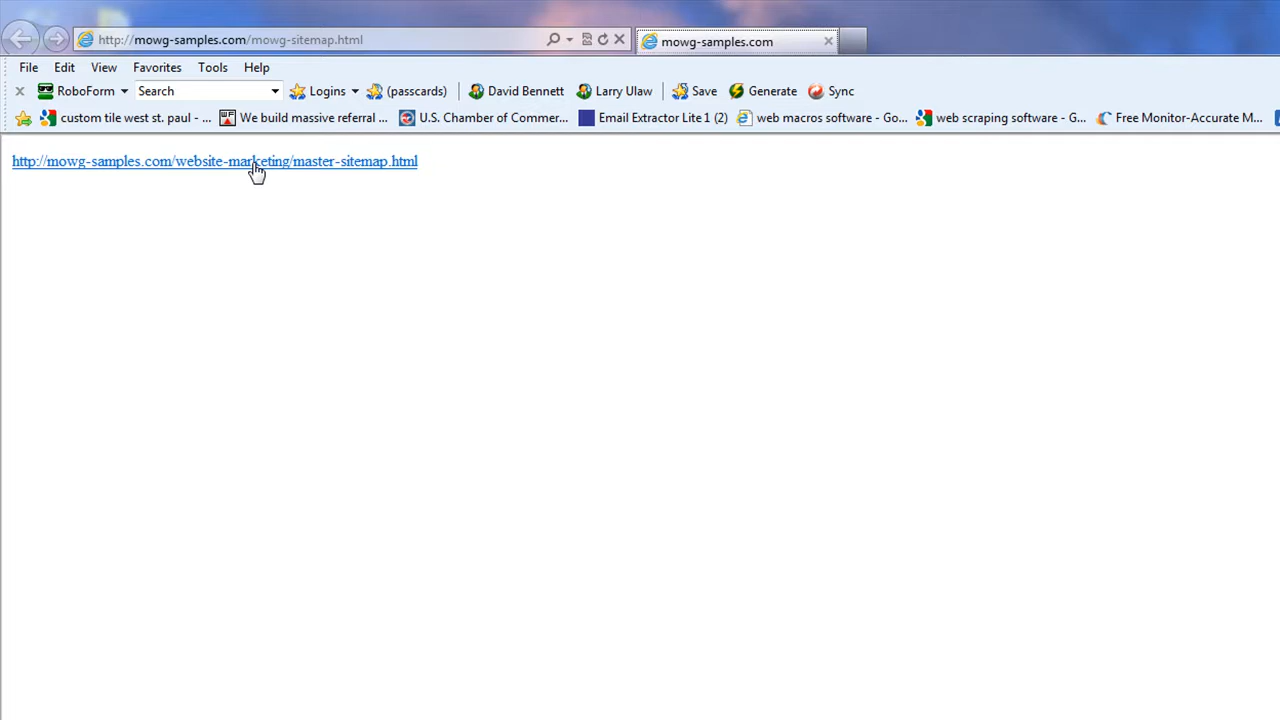 http://mowg-samples.com/mowg-sitemap.html
mowg-samples.com
File Edit View Favorites Tools Help
RoboForm Search Logins (passcards) David Bennett Larry Ulaw Save Generate Sync
custom tile west st. paul - ... We build massive referral ... U.S. Chamber of Commer... Email Extractor Lite 1 (2) web macros software - Go... web scraping software - G... Free Monitor-Accurate M...
http://mowg-samples.com/website-marketing/master-sitemap.html